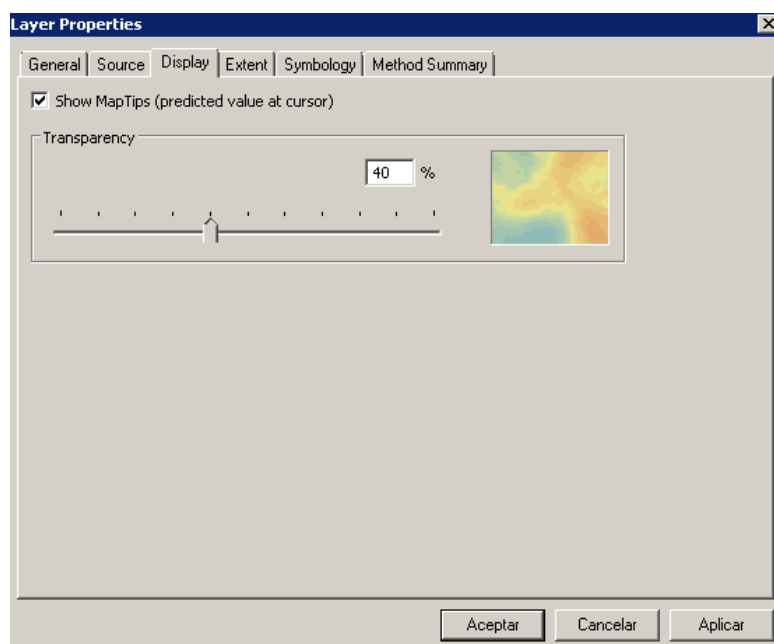 Layer Properties
General Source Display Extent Symbology Method Summary
Show MapTips (predicted value at cursor)
Transparency
40 %
Aceptar Cancelar Aplicar